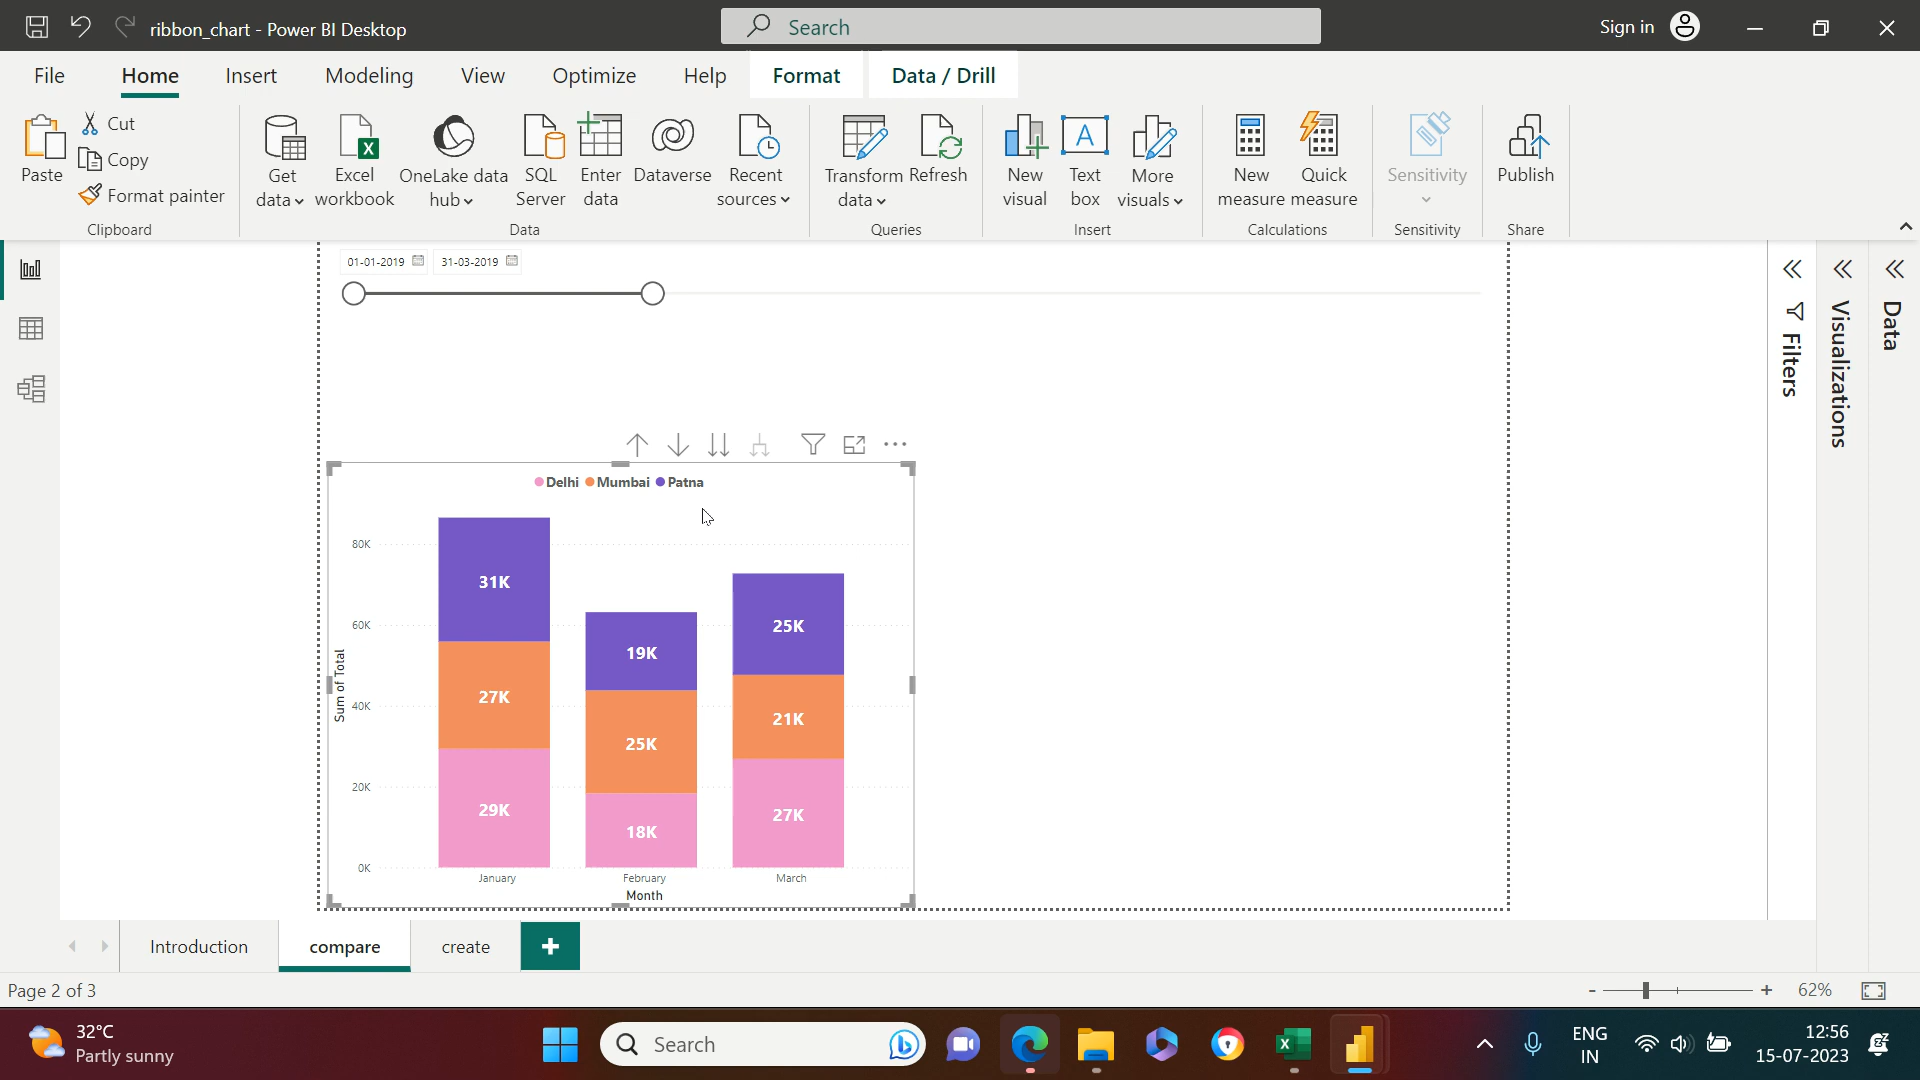 ribbon_chart - Power BI Desktop
Search
Sign in
File
Home
Insert
Modeling
View
Optimize
Help
Format
Data / Drill
Paste
Cut
Copy
Format painter
Clipboard
Get
data
Excel
workbook
OneLake data
hub
SQL
Server
Enter
data
Dataverse
Recent
sources
Data
Transform
data
Refresh
Queries
New
visual
Text
box
More
visuals
Insert
New
measure
Quick
measure
Calculations
Sensitivity
Sensitivity
Publish
Share
01-01-2019
31-03-2019
Filters
Visualizations
Data
Delhi Mumbai Patna
Sum of Total
80K
60K
40K
20K
0K
31K
27K
29K
19K
25K
18K
25K
21K
27K
January
February
March
Month
Introduction
compare
create
+
Page 2 of 3
- + 62%
32°C
Partly sunny
Search
ENG
IN
12:56
15-07-2023